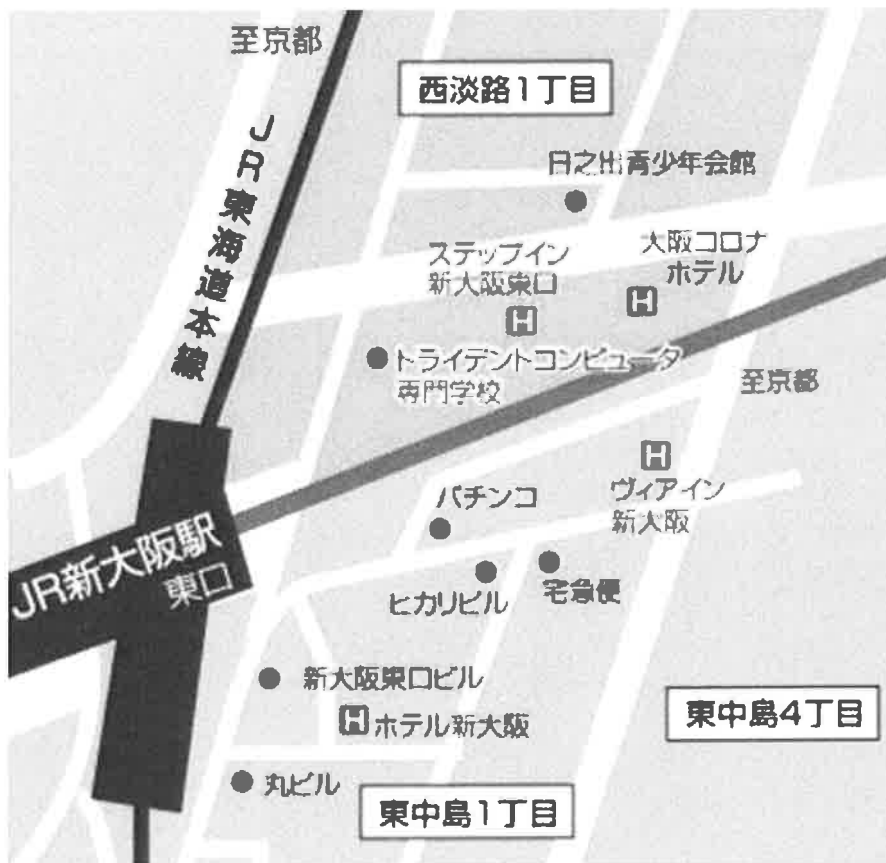 至京都
西淡路1丁目
JR東海道本線
日之出青少年会館
ステップイン
新大阪東口
大阪コロナ
ホテル
H
H
トライデントコンピュータ
専門学校
至京都
H
ヴィアイン
新大阪
パチンコ
JR新大阪駅
東口
ヒカリビル
宅急便
新大阪東口ビル
H ホテル新大阪
東中島4丁目
丸ビル
東中島1丁目